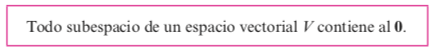 Todo subespacio de un espacio vectorial V contiene al 0.